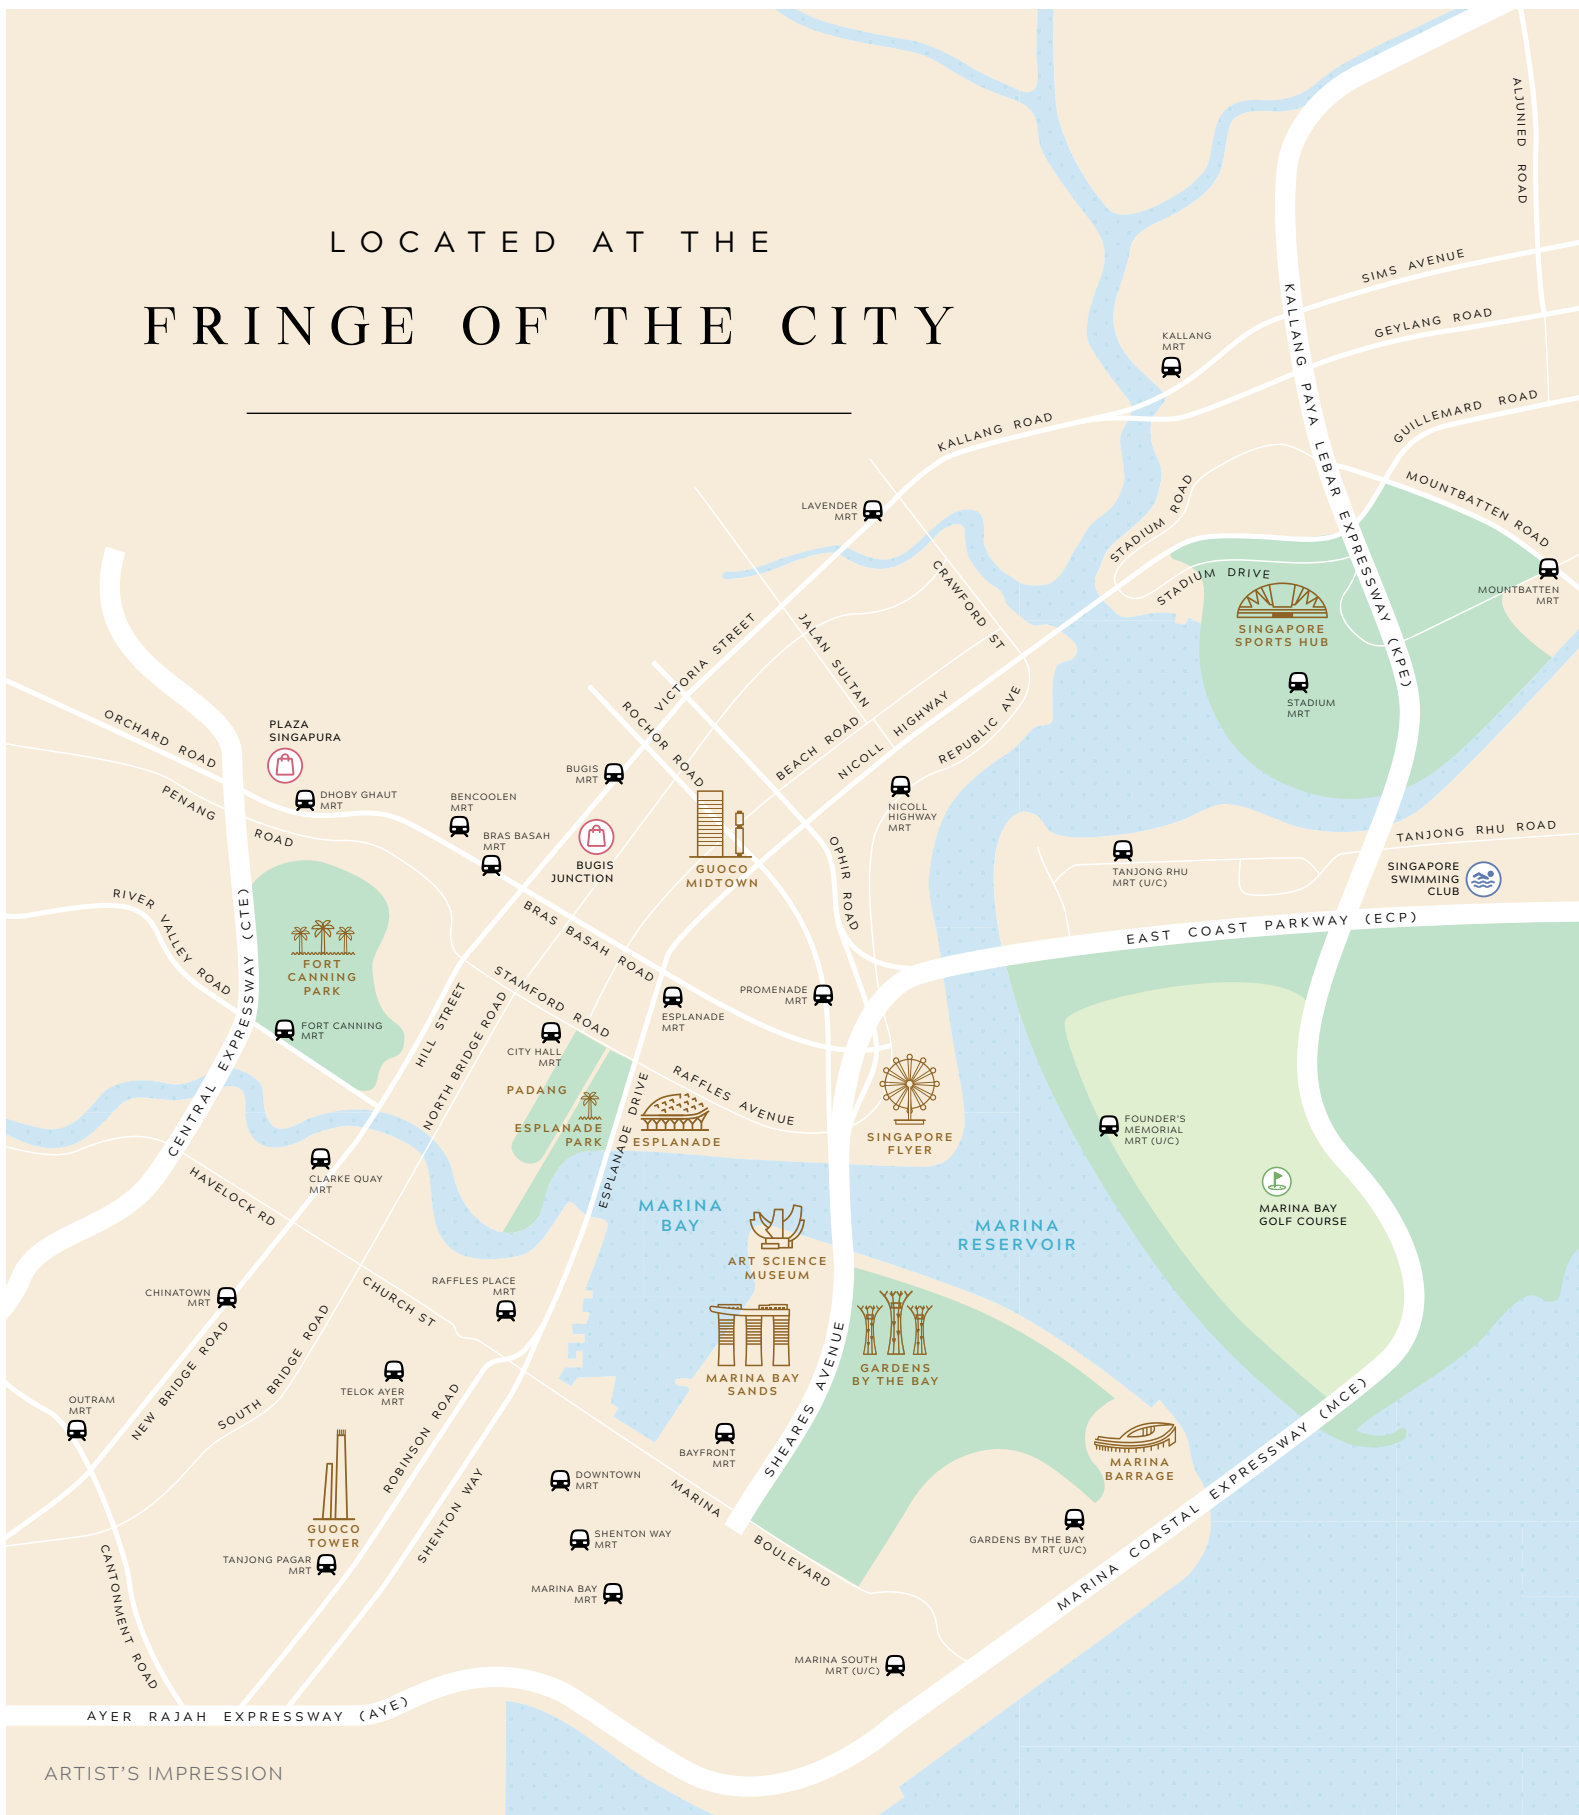 LOCATED AT THE
FRINGE OF THE CITY
ALJUNIED ROAD
SIMS AVENUE
GEYLANG ROAD
KALLANG
MRT
KALLANG PAYA LEBAR EXPRESSWAY (KPE)
GUILLEMARD ROAD
KALLANG ROAD
MOUNTBATTEN ROAD
LAVENDER
MRT
STADIUM ROAD
CRAWFORD ST
STADIUM DRIVE
MOUNTBATTEN
MRT
SINGAPORE
SPORTS HUB
STADIUM
MRT
VICTORIA STREET
JALAN SULTAN
ROCHOR ROAD
BEACH ROAD
NICOLL HIGHWAY
REPUBLIC AVE
ORCHARD ROAD
PLAZA
SINGAPURA
DHOBY GHAUT
MRT
PENANG ROAD
BUGIS
MRT
BENCOOLEN
MRT
BRAS BASAH
MRT
BUGIS
JUNCTION
GUOCO
MIDTOWN
NICOLL
HIGHWAY
MRT
OPHIR ROAD
TANJONG RHU ROAD
TANJONG RHU
MRT (U/C)
SINGAPORE
SWIMMING
CLUB
EAST COAST PARKWAY (ECP)
RIVER VALLEY ROAD
CENTRAL EXPRESSWAY (CTE)
FORT
CANNING
PARK
FORT CANNING
MRT
BRAS BASAH ROAD
STAMFORD ROAD
HILL STREET
NORTH BRIDGE ROAD
ESPLANADE
MRT
PROMENADE
MRT
CITY HALL
MRT
PADANG
ESPLANADE
PARK
ESPLANADE DRIVE
RAFFLES AVENUE
ESPLANADE
SINGAPORE
FLYER
FOUNDER'S
MEMORIAL
MRT (U/C)
MARINA BAY
GOLF COURSE
CLARKE QUAY
MRT
HAVELOCK RD
MARINA
BAY
MARINA
RESERVOIR
ART SCIENCE
MUSEUM
CHINATOWN
MRT
CHURCH ST
RAFFLES PLACE
MRT
NEW BRIDGE ROAD
SOUTH BRIDGE ROAD
TELOK AYER
MRT
MARINA BAY
SANDS
SHEARES AVENUE
GARDENS
BY THE BAY
OUTRAM
MRT
ROBINSON ROAD
SHENTON WAY
BAYFRONT
MRT
DOWNTOWN
MRT
MARINA BOULEVARD
MARINA
BARRAGE
MARINA COASTAL EXPRESSWAY (MCE)
GUOCO
TOWER
TANJONG PAGAR
MRT
SHENTON WAY
MRT
MARINA BAY
MRT
GARDENS BY THE BAY
MRT (U/C)
CANTONMENT ROAD
MARINA SOUTH
MRT (U/C)
AYER RAJAH EXPRESSWAY (AYE)
ARTIST'S IMPRESSION